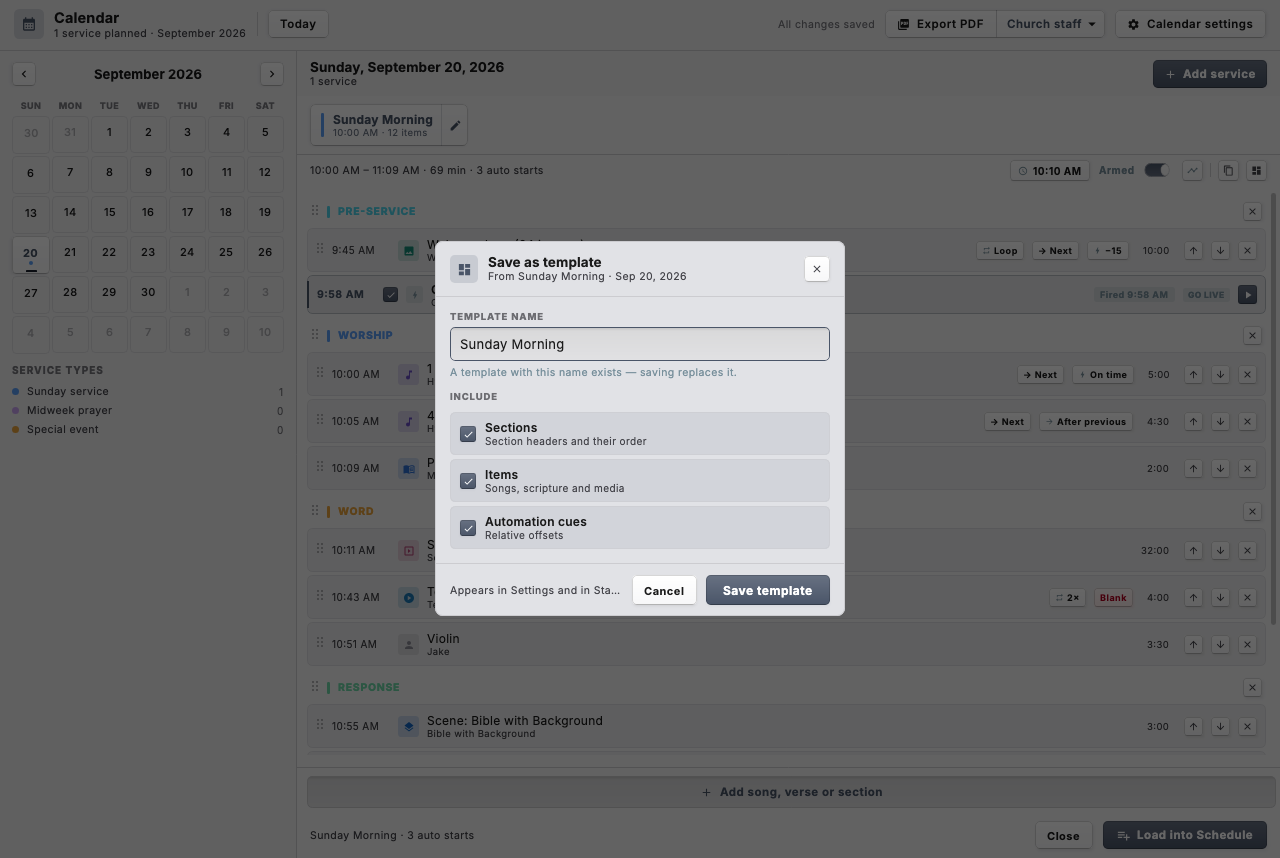 Calendar
1 service planned · September 2026
Today
All changes saved
Export PDF
Church staff
Calendar settings
September 2026
SUN MON TUE WED THU FRI SAT
30 31 1 2 3 4 5
6 7 8 9 10 11 12
13 14 15 16 17 18 19
20 21 22 23 24 25 26
27 28 29 30 1 2 3
4 5 6 7 8 9 10
SERVICE TYPES
Sunday service 1
Midweek prayer 0
Special event 0
Sunday, September 20, 2026
1 service
+ Add service
Sunday Morning
10:00 AM · 12 items
10:00 AM – 11:09 AM · 69 min · 3 auto starts
10:10 AM
Armed
PRE-SERVICE
9:45 AM
Loop → Next −15 10:00
9:58 AM
Fired 9:58 AM GO LIVE
WORSHIP
10:00 AM 1
H
→ Next On time 5:00
10:05 AM 4
H
→ Next → After previous 4:30
10:09 AM P
M
2:00
WORD
10:11 AM S
32:00
10:43 AM
2× Blank 4:00
10:51 AM Violin
Jake
3:30
RESPONSE
10:55 AM Scene: Bible with Background
Bible with Background
3:00
+ Add song, verse or section
Sunday Morning · 3 auto starts
Close
Load into Schedule
Save as template
From Sunday Morning · Sep 20, 2026
TEMPLATE NAME
Sunday Morning
A template with this name exists — saving replaces it.
INCLUDE
Sections
Section headers and their order
Items
Songs, scripture and media
Automation cues
Relative offsets
Appears in Settings and in Sta...
Cancel
Save template